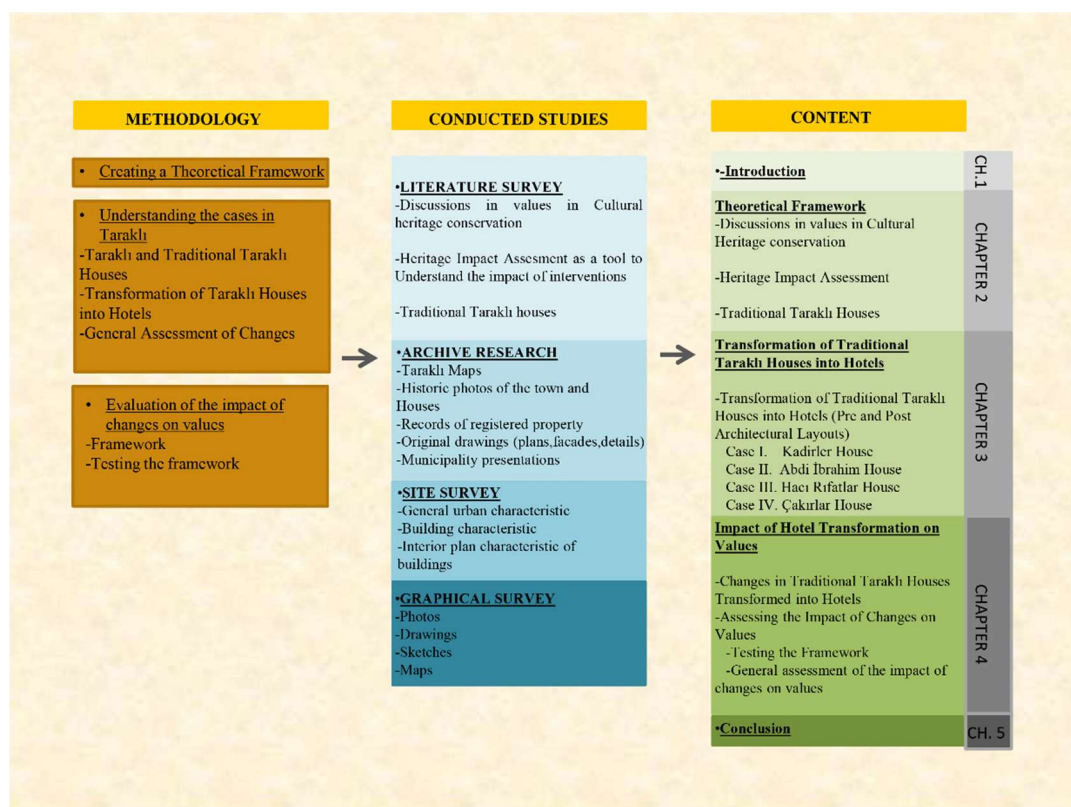 METHODOLOGY
• Creating a Theoretical Framework
• Understanding the cases in
Taraklı
-Taraklı and Traditional Taraklı
Houses
-Transformation of Taraklı Houses
into Hotels
-General Assessment of Changes
• Evaluation of the impact of
changes on values
-Framework
-Testing the framework
CONDUCTED STUDIES
•LITERATURE SURVEY
-Discussions in values in Cultural
heritage conservation
-Heritage Impact Assesment as a tool to
Understand the impact of interventions
-Traditional Taraklı houses
•ARCHIVE RESEARCH
-Taraklı Maps
-Historic photos of the town and
Houses
-Records of registered property
-Original drawings (plans,facades,details)
-Municipality presentations
•SITE SURVEY
-General urban characteristic
-Building characteristic
-Interior plan characteristic of
buildings
•GRAPHICAL SURVEY
-Photos
-Drawings
-Sketches
-Maps
CONTENT
•-Introduction
CH.1
Theoretical Framework
-Discussions in values in Cultural
Heritage conservation
-Heritage Impact Assessment
-Traditional Taraklı Houses
CHAPTER 2
Transformation of Traditional
Taraklı Houses into Hotels
-Transformation of Traditional Taraklı
Houses into Hotels (Pre and Post
Architectural Layouts)
Case I. Kadirler House
Case II. Abdi İbrahim House
Case III. Hacı Rıfatlar House
Case IV. Çakırlar House
CHAPTER 3
Impact of Hotel Transformation on
Values
-Changes in Traditional Taraklı Houses
Transformed into Hotels
-Assessing the Impact of Changes on
Values
-Testing the Framework
-General assessment of the impact of
changes on values
CHAPTER 4
•Conclusion
CH. 5